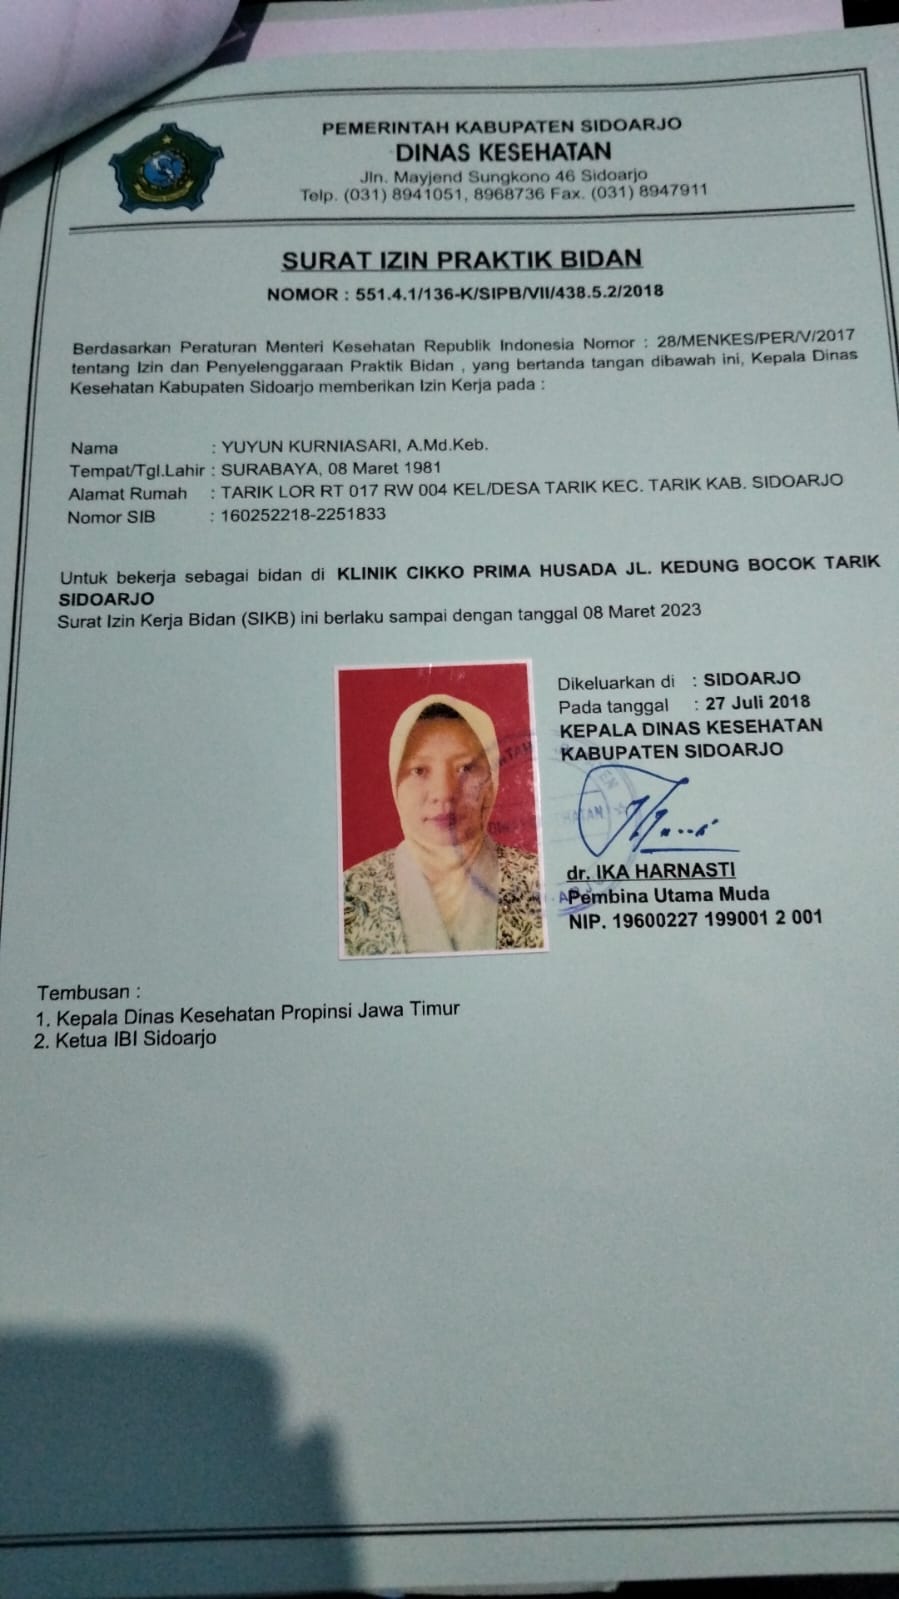 PEMERINTAH KABUPATEN SIDOARJO
DINAS KESEHATAN
Jln. Mayjend Sungkono 46 Sidoarjo
Telp. (031) 8941051, 8968736 Fax. (031) 8947911
SURAT IZIN PRAKTIK BIDAN
NOMOR : 551.4.1/136-K/SIPB/VII/438.5.2/2018
Berdasarkan Peraturan Menteri Kesehatan Republik Indonesia Nomor : 28/MENKES/PER/V/2017
tentang Izin dan Penyelenggaraan Praktik Bidan , yang bertanda tangan dibawah ini, Kepala Dinas
Kesehatan Kabupaten Sidoarjo memberikan Izin Kerja pada :
Nama : YUYUN KURNIASARI, A.Md.Keb.
Tempat/Tgl.Lahir : SURABAYA, 08 Maret 1981
Alamat Rumah : TARIK LOR RT 017 RW 004 KEL/DESA TARIK KEC. TARIK KAB. SIDOARJO
Nomor SIB : 160252218-2251833
Untuk bekerja sebagai bidan di KLINIK CIKKO PRIMA HUSADA JL. KEDUNG BOCOK TARIK
SIDOARJO
Surat Izin Kerja Bidan (SIKB) ini berlaku sampai dengan tanggal 08 Maret 2023
Dikeluarkan di : SIDOARJO
Pada tanggal : 27 Juli 2018
KEPALA DINAS KESEHATAN
KABUPATEN SIDOARJO
dr. IKA HARNASTI
Pembina Utama Muda
NIP. 19600227 199001 2 001
Tembusan :
1. Kepala Dinas Kesehatan Propinsi Jawa Timur
2. Ketua IBI Sidoarjo